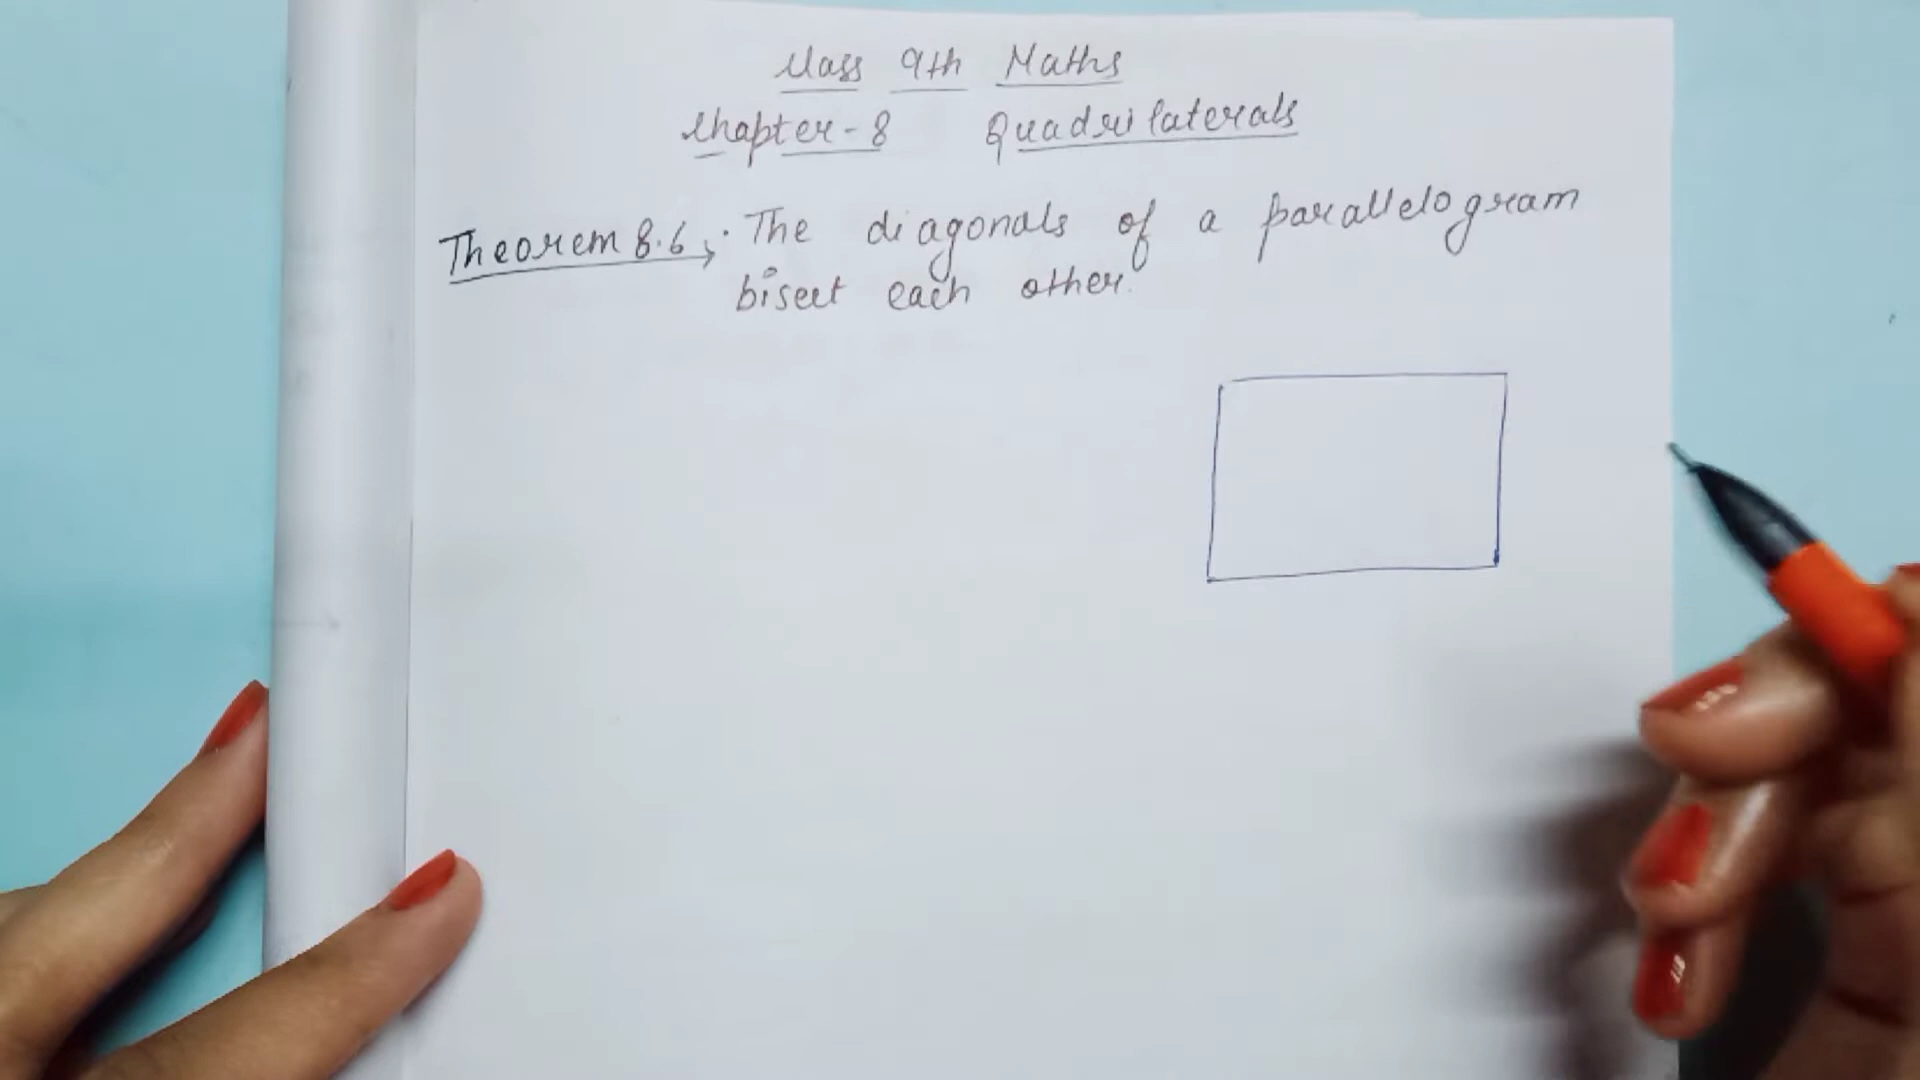 Class 9th Maths
Chapter-8 Quadrilaterals
Theorem 8.6, The diagonals of a parallelogram
bisect each other.